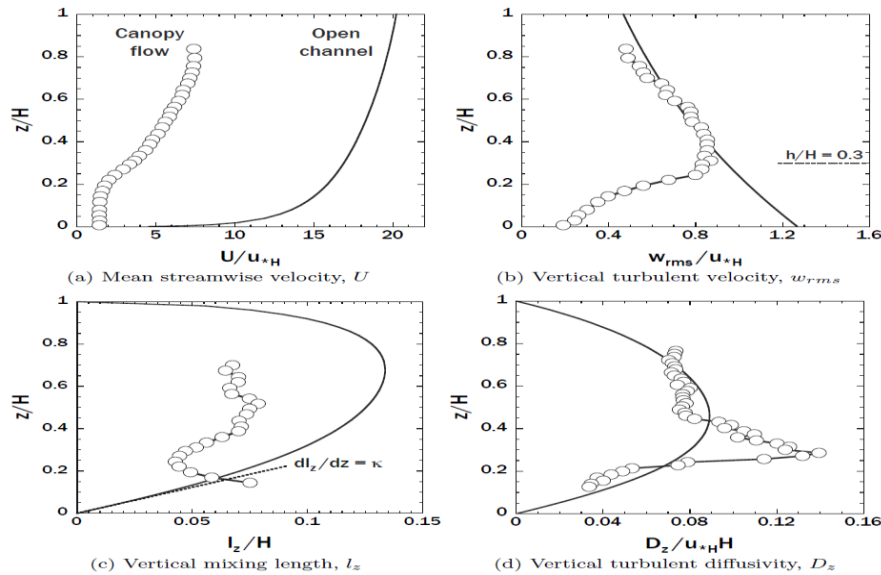 1
0.8
0.6
0.4
0.2
0
z/H
Canopy
flow
Open
channel
0 5 10 15 20
U/u*H
(a) Mean streamwise velocity, U
1
0.8
0.6
0.4
0.2
0
z/H
h/H = 0.3
0 0.4 0.8 1.2 1.6
wrms/u*H
(b) Vertical turbulent velocity, wrms
1
0.8
0.6
0.4
0.2
0
z/H
dlz/dz = κ
0 0.05 0.1 0.15
lz/H
(c) Vertical mixing length, lz
1
0.8
0.6
0.4
0.2
0
z/H
0 0.04 0.08 0.12 0.16
Dz/u*HH
(d) Vertical turbulent diffusivity, Dz